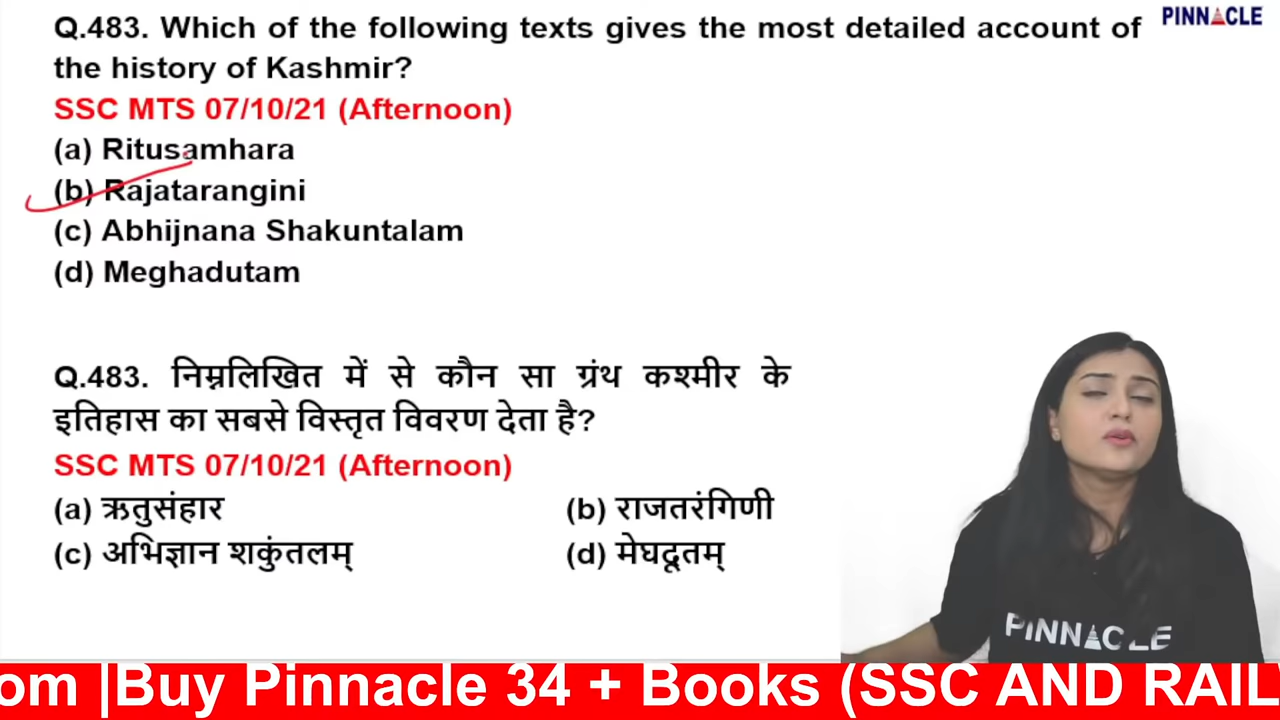 Q.483. Which of the following texts gives the most detailed account of
the history of Kashmir?
SSC MTS 07/10/21 (Afternoon)
(a) Ritusamhara
(b) Rajatarangini
(c) Abhijnana Shakuntalam
(d) Meghadutam
PINNACLE
Q.483. निम्नलिखित में से कौन सा ग्रंथ कश्मीर के
इतिहास का सबसे विस्तृत विवरण देता है?
SSC MTS 07/10/21 (Afternoon)
(a) ऋतुसंहार (b) राजतरंगिणी
(c) अभिज्ञान शकुंतलम् (d) मेघदूतम्
PINNACLE
om |Buy Pinnacle 34 + Books (SSC AND RAIL